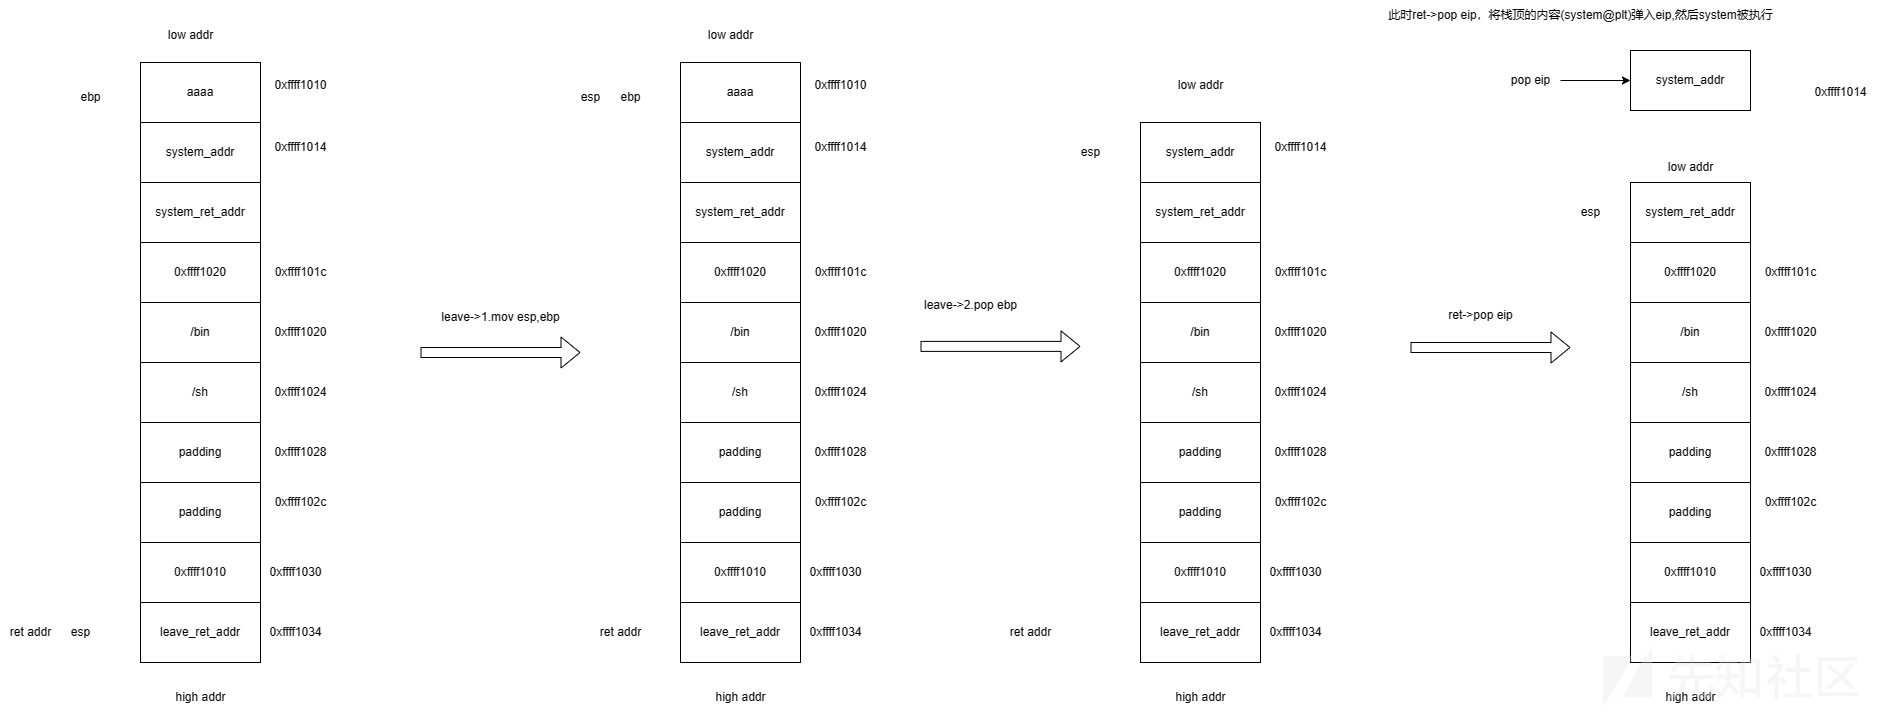 此时ret->pop eip，将栈顶的内容(system@plt)弹入eip,然后system被执行
low addr
ebp
aaaa
0xffff1010
system_addr
0xffff1014
system_ret_addr
0xffff1020
0xffff101c
/bin
0xffff1020
/sh
0xffff1024
padding
0xffff1028
padding
0xffff102c
0xffff1010
0xffff1030
ret addr
esp
leave_ret_addr
0xffff1034
high addr
leave->1.mov esp,ebp
low addr
esp
ebp
aaaa
0xffff1010
system_addr
0xffff1014
system_ret_addr
0xffff1020
0xffff101c
/bin
0xffff1020
/sh
0xffff1024
padding
0xffff1028
padding
0xffff102c
0xffff1010
0xffff1030
ret addr
leave_ret_addr
0xffff1034
high addr
leave->2.pop ebp
low addr
esp
system_addr
0xffff1014
system_ret_addr
0xffff1020
0xffff101c
/bin
0xffff1020
/sh
0xffff1024
padding
0xffff1028
padding
0xffff102c
0xffff1010
0xffff1030
ret addr
leave_ret_addr
0xffff1034
high addr
ret->pop eip
pop eip
system_addr
0xffff1014
low addr
esp
system_ret_addr
0xffff1020
0xffff101c
/bin
0xffff1020
/sh
0xffff1024
padding
0xffff1028
padding
0xffff102c
0xffff1010
0xffff1030
leave_ret_addr
0xffff1034
high addr
先知社区